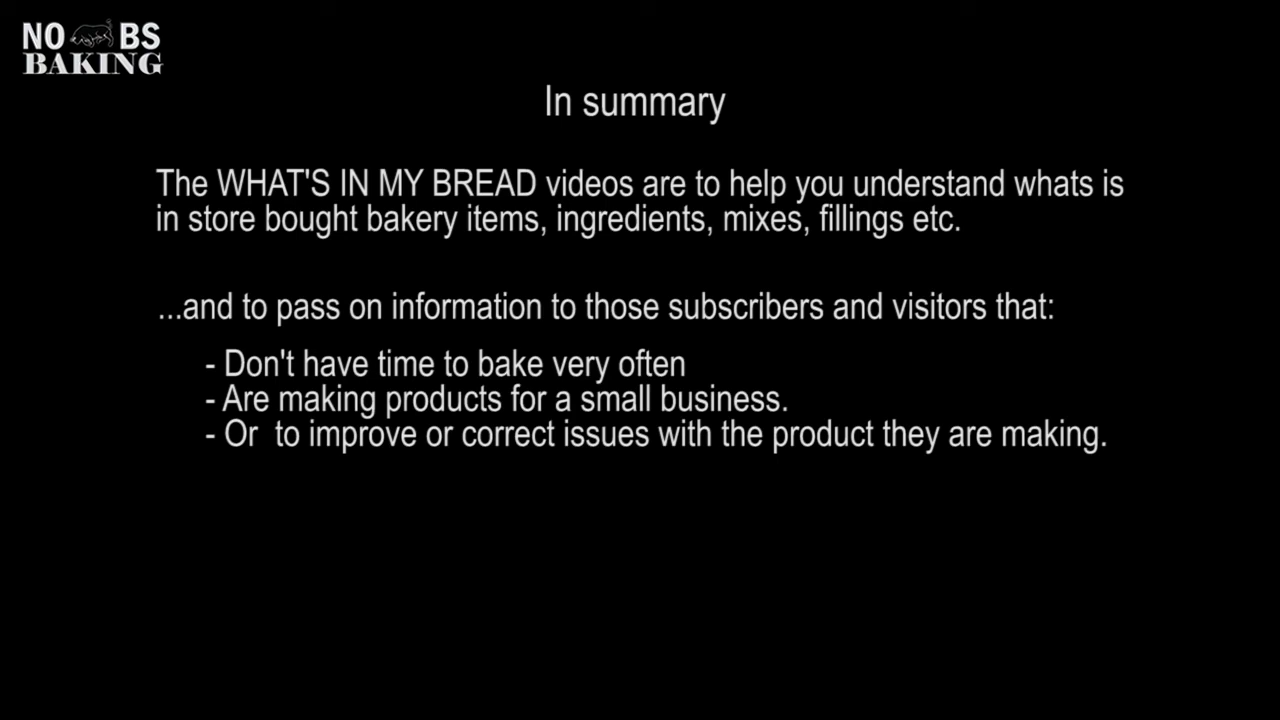 NO BS
BAKING
In summary
The WHAT'S IN MY BREAD videos are to help you understand whats is
in store bought bakery items, ingredients, mixes, fillings etc.
...and to pass on information to those subscribers and visitors that:
- Don't have time to bake very often
- Are making products for a small business.
- Or  to improve or correct issues with the product they are making.